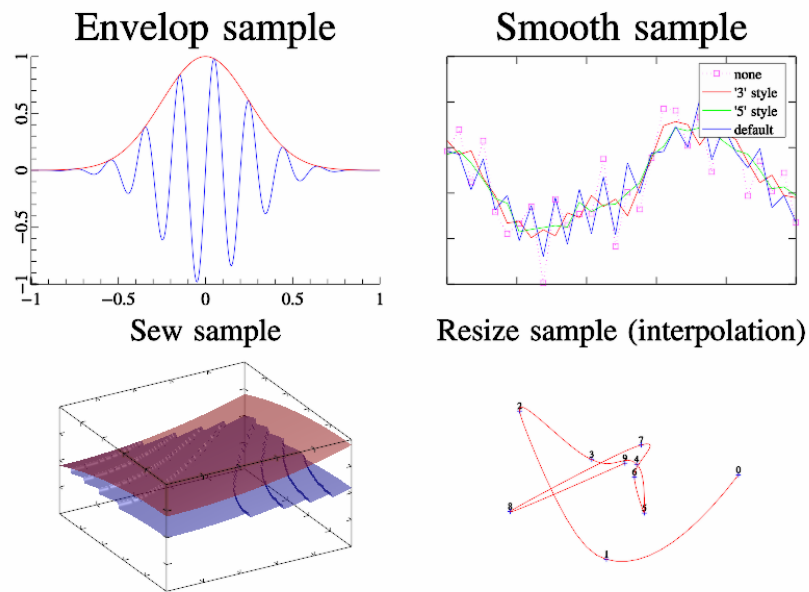 Envelop sample
Smooth sample
1
0.5
0
−0.5
−1
−1
−0.5
0
0.5
1
none
'3' style
'5' style
default
Sew sample
Resize sample (interpolation)
2
7
3
9
4
0
6
8
5
1